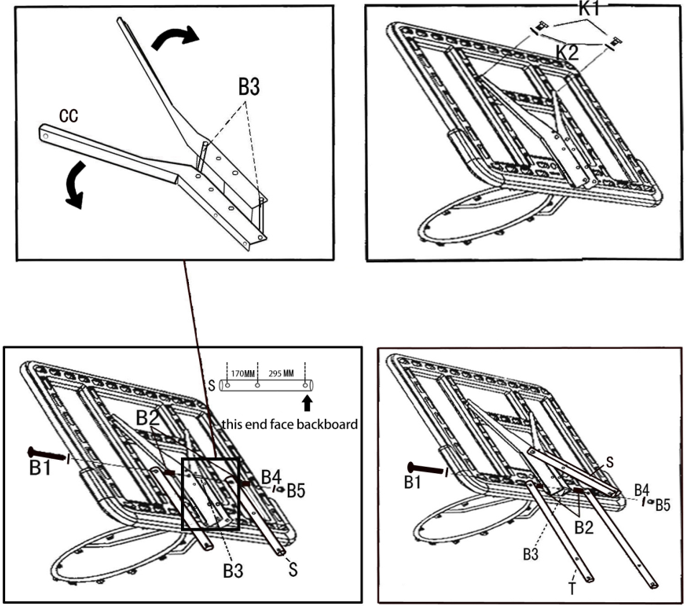 CC
B3
K1
K2
170MM
295 MM
S
this end face backboard
B2
B1
B4
B5
B3
S
S
B1
B4
B5
B2
B3
T